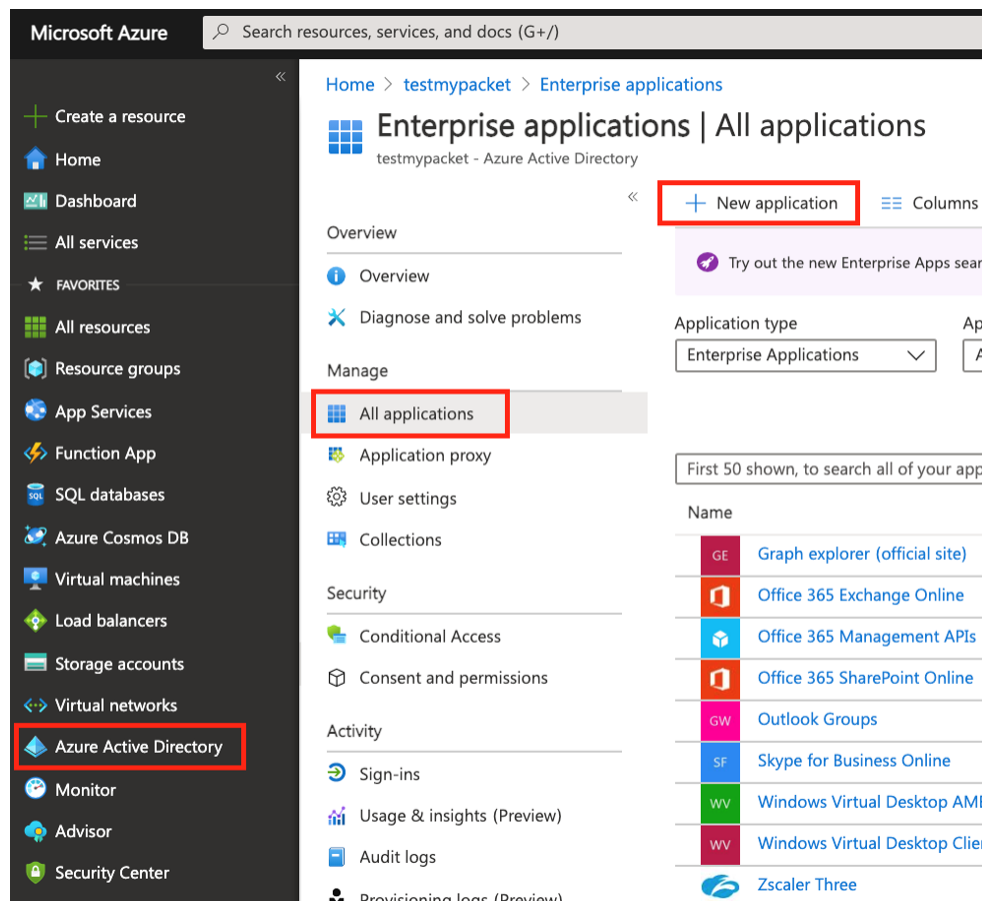 Microsoft Azure
Search resources, services, and docs (G+/)
Create a resource
Home
Dashboard
All services
FAVORITES
All resources
Resource groups
App Services
Function App
SQL
SQL databases
Azure Cosmos DB
Virtual machines
Load balancers
Storage accounts
Virtual networks
Azure Active Directory
Monitor
Advisor
Security Center
Home > testmypacket > Enterprise applications
Enterprise applications | All applications
testmypacket - Azure Active Directory
Overview
Overview
Diagnose and solve problems
Manage
All applications
Application proxy
User settings
Collections
Security
Conditional Access
Consent and permissions
Activity
Sign-ins
Usage & insights (Preview)
Audit logs
Provisioning logs (Preview)
New application
Columns
Try out the new Enterprise Apps sear
Application type
Ap
Enterprise Applications
A
First 50 shown, to search all of your app
Name
GE Graph explorer (official site)
Office 365 Exchange Online
Office 365 Management APIs
Office 365 SharePoint Online
GW Outlook Groups
SF Skype for Business Online
WV Windows Virtual Desktop AME
WV Windows Virtual Desktop Clie
Zscaler Three